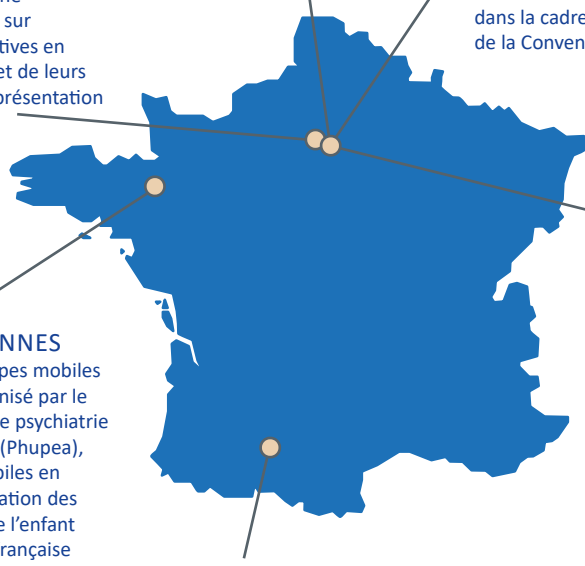 sur
tives en
et de leurs
présentation
dans la cadre
de la Conven
NNES
pes mobiles
nisé par le
e psychiatrie
(Phupea),
biles en
ation des
e l'enfant
rançaise